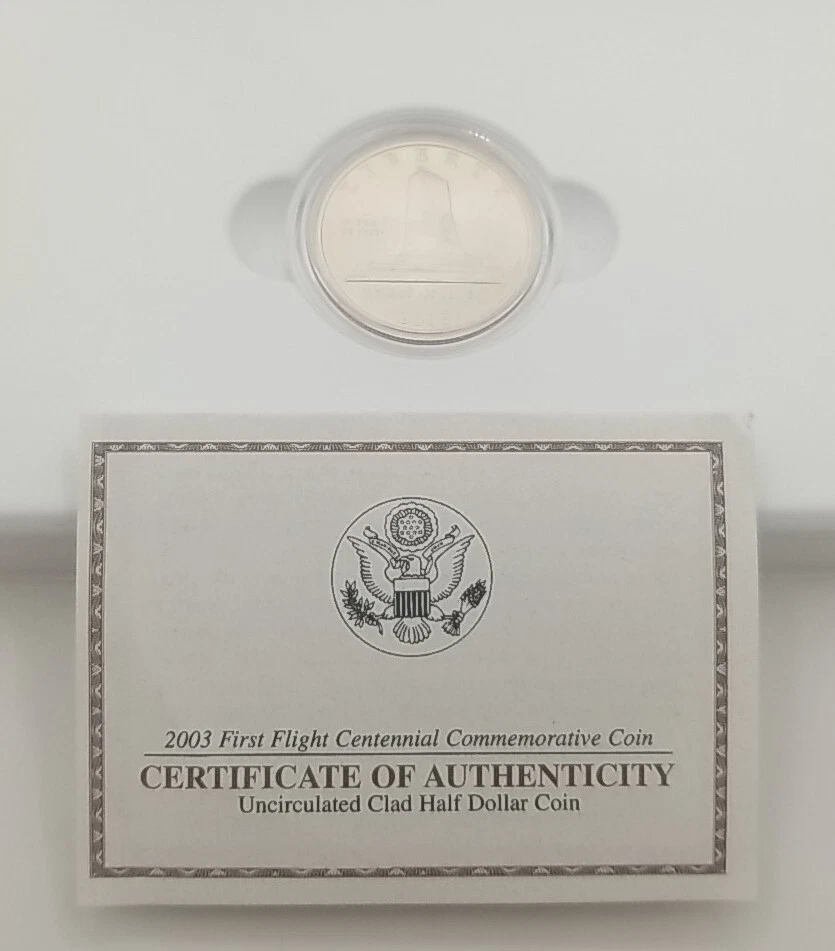 LIBERTY
2003 First Flight Centennial Commemorative Coin
CERTIFICATE OF AUTHENTICITY
Uncirculated Clad Half Dollar Coin